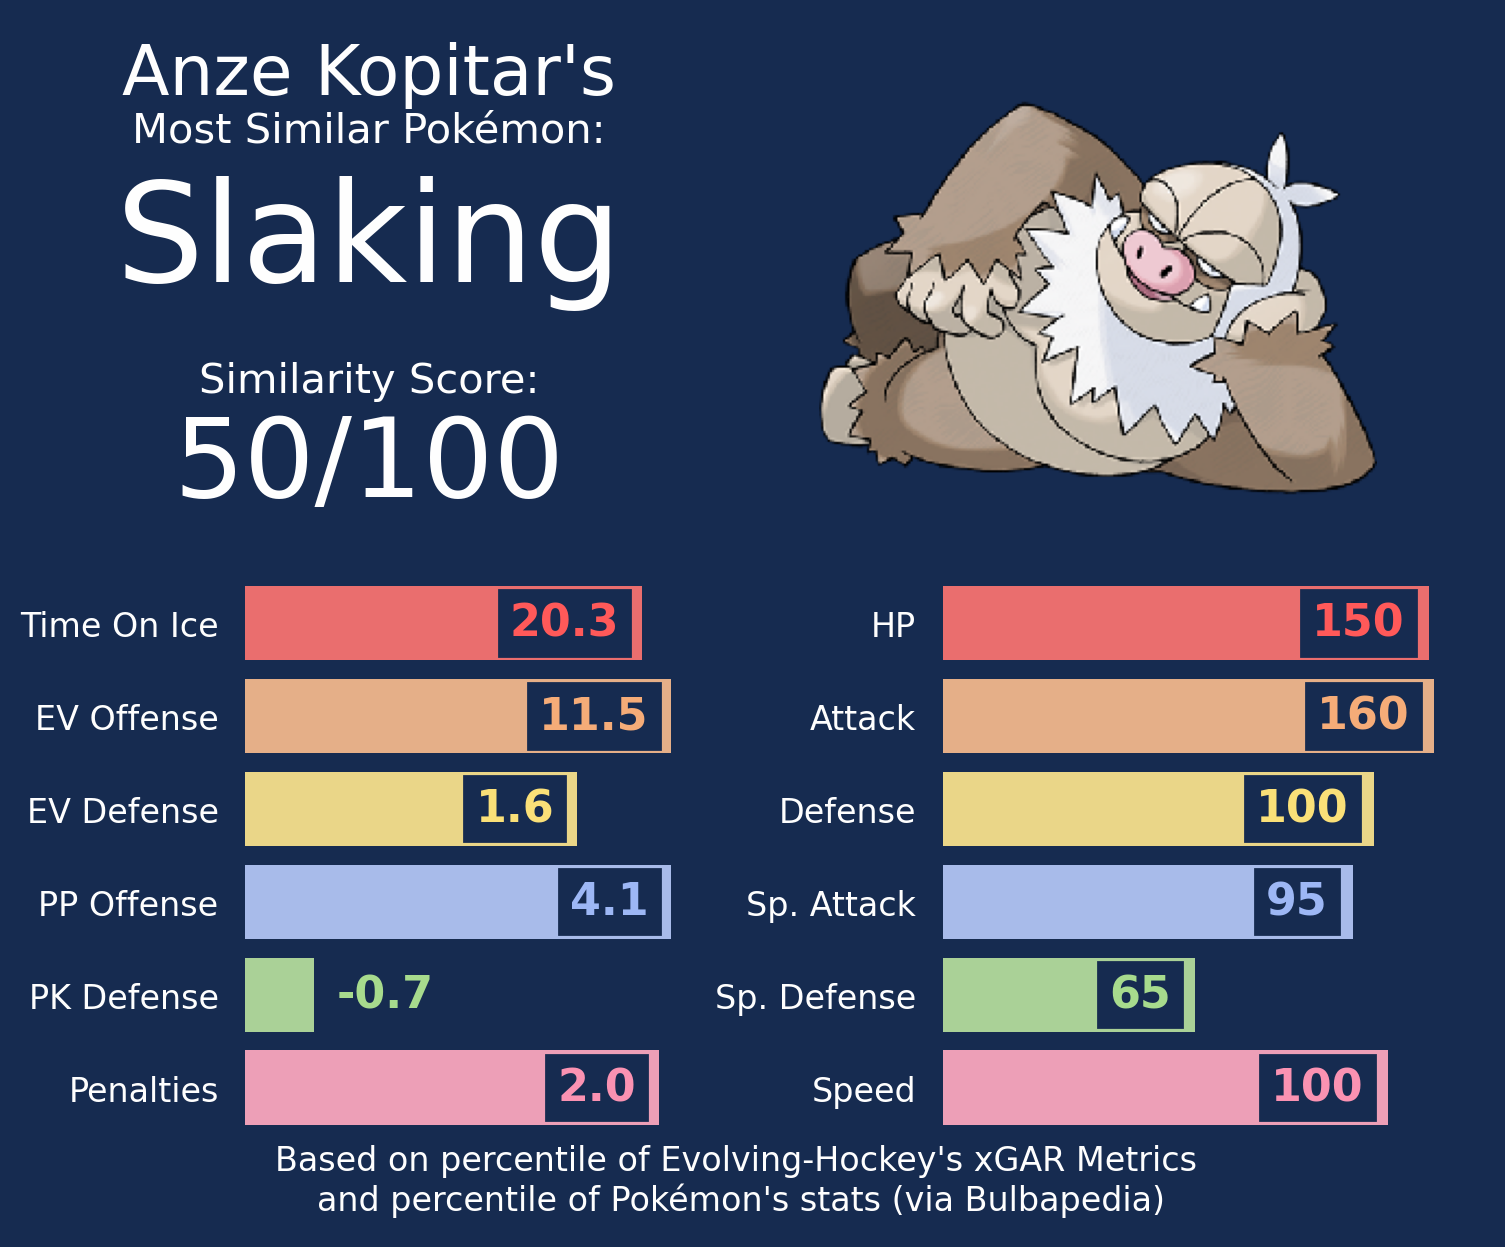 Anze Kopitar's
Most Similar Pokémon:
Slaking
Similarity Score:
50/100
Time On Ice 20.3
EV Offense 11.5
EV Defense 1.6
PP Offense 4.1
PK Defense -0.7
Penalties 2.0
HP 150
Attack 160
Defense 100
Sp. Attack 95
Sp. Defense 65
Speed 100
Based on percentile of Evolving-Hockey's xGAR Metrics
and percentile of Pokémon's stats (via Bulbapedia)